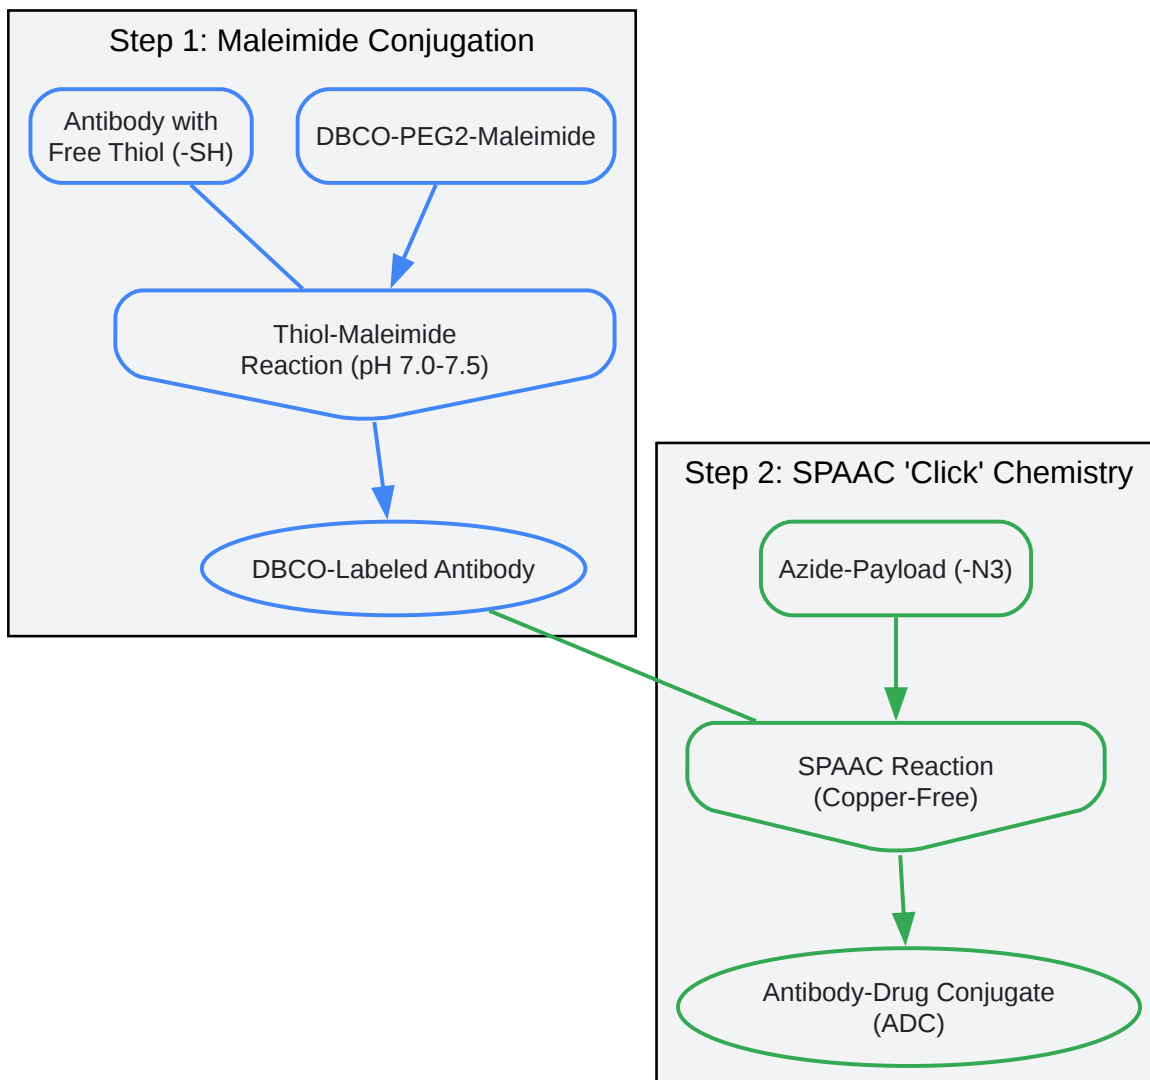 Step 1: Maleimide Conjugation
Antibody with
Free Thiol (-SH)
DBCO-PEG2-Maleimide
Thiol-Maleimide
Reaction (pH 7.0-7.5)
DBCO-Labeled Antibody
Step 2: SPAAC 'Click' Chemistry
Azide-Payload (-N3)
SPAAC Reaction
(Copper-Free)
Antibody-Drug Conjugate
(ADC)